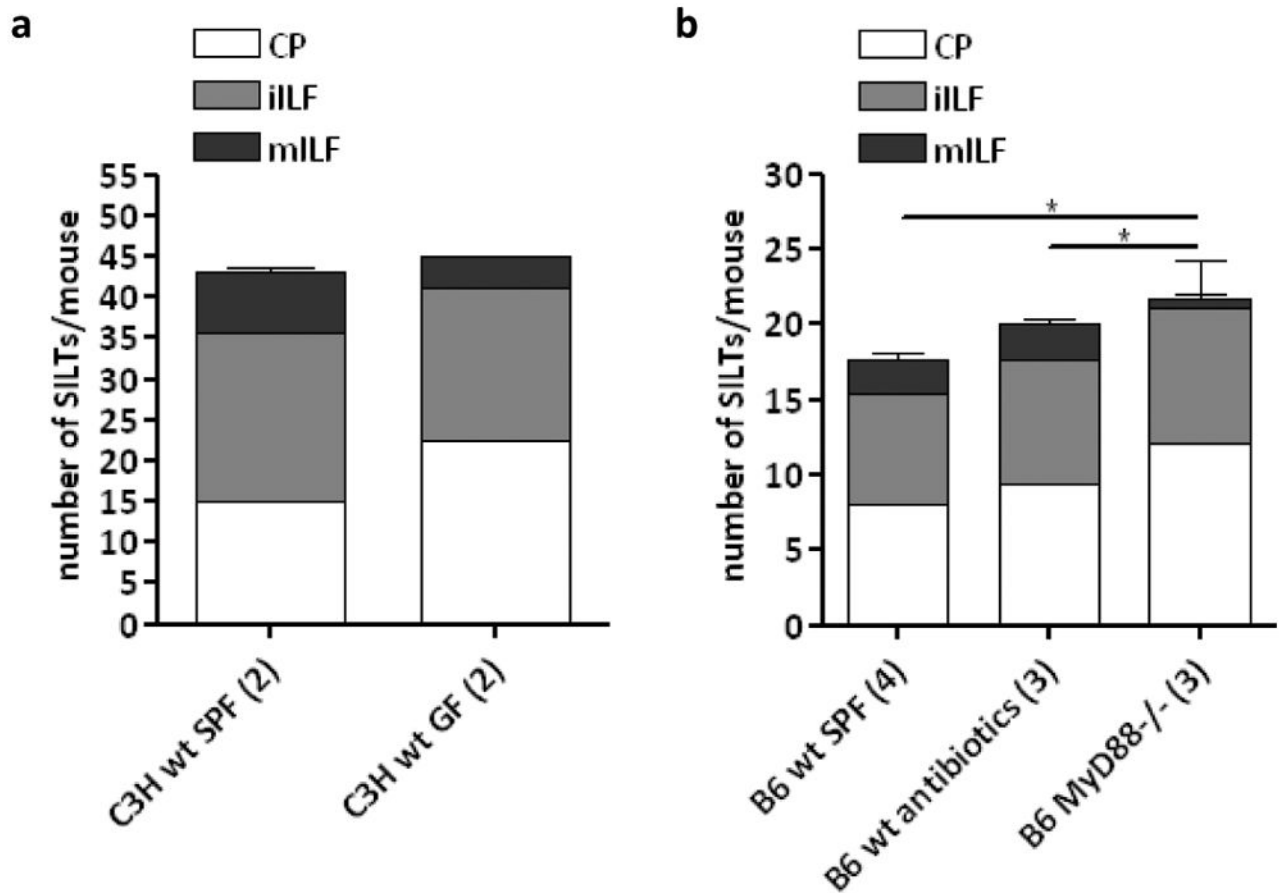 a
CP
iILF
mILF
55
50
45
40
35
30
25
20
15
10
5
0
number of SILTs/mouse
C3H wt SPF (2)
C3H wt GF (2)
b
CP
iILF
mILF
30
25
20
15
10
5
0
number of SILTs/mouse
*
*
B6 wt SPF (4)
B6 wt antibiotics (3)
B6 MyD88-/- (3)